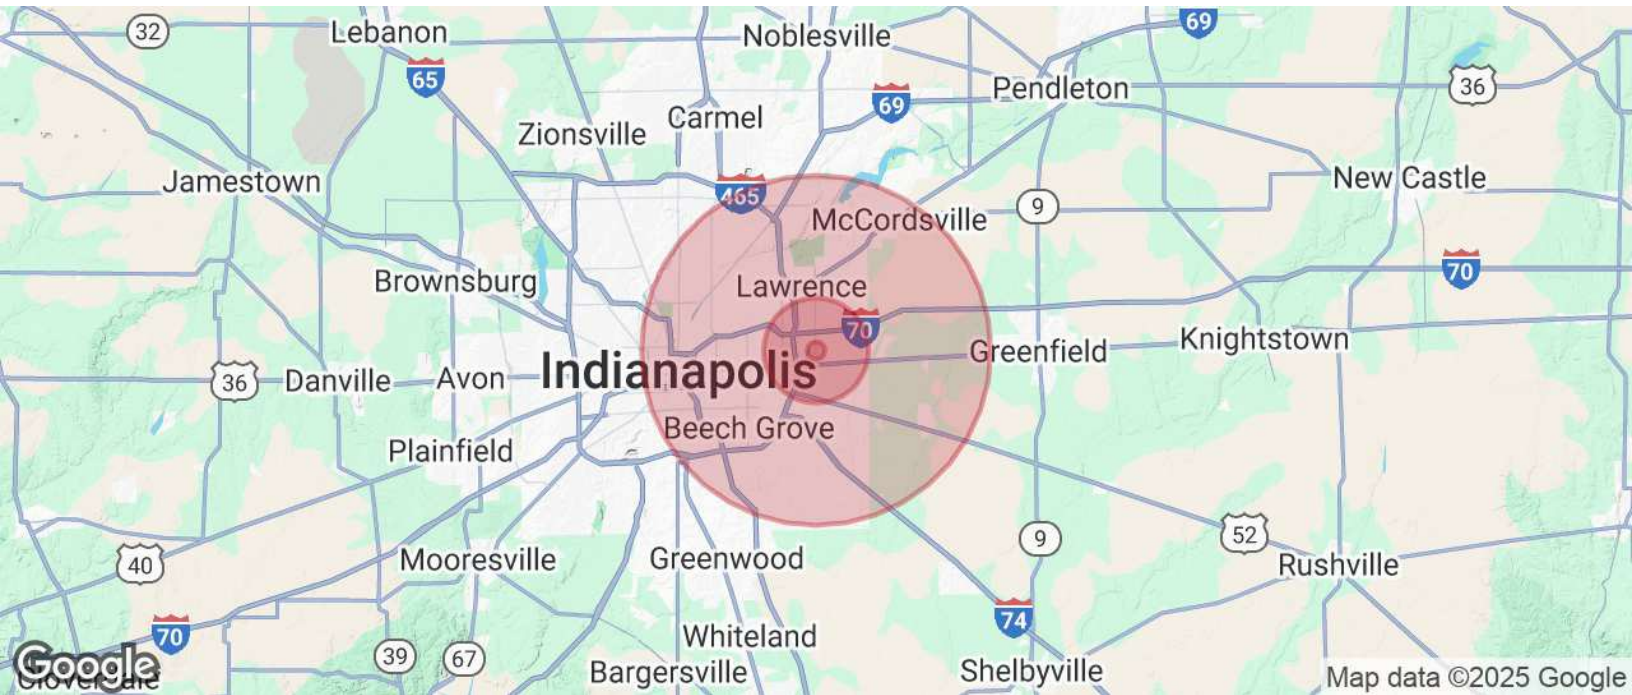 32
Lebanon
Noblesville
69
65
Pendleton
36
69
Carmel
Zionsville
Jamestown
465
New Castle
9
McCordsville
Brownsburg
Lawrence
70
70
Indianapolis
Greenfield
Knightstown
36
Danville
Avon
Beech Grove
Plainfield
9
52
40
Mooresville
Greenwood
Rushville
74
70
Whiteland
39
67
Bargersville
Shelbyville
Google
Cloverdale
Map data ©2025 Google